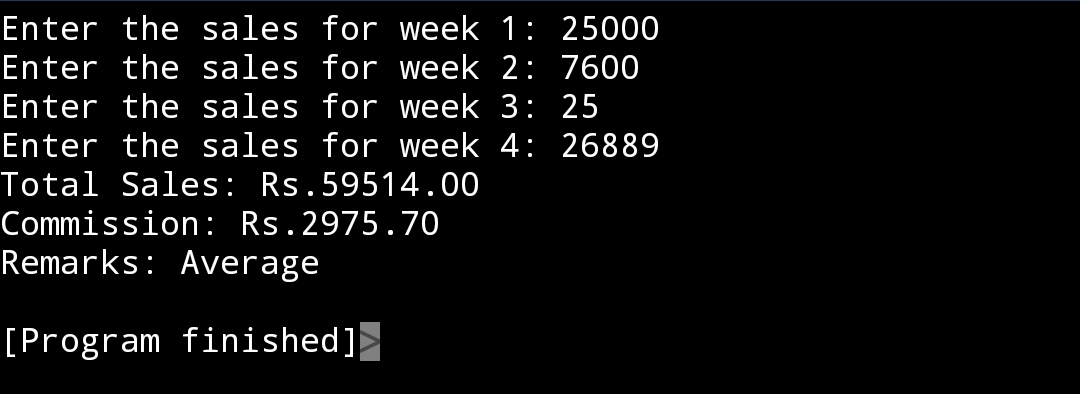 Enter the sales for week 1: 25000
Enter the sales for week 2: 7600
Enter the sales for week 3: 25
Enter the sales for week 4: 26889
Total Sales: Rs.59514.00
Commission: Rs.2975.70
Remarks: Average
[Program finished]>